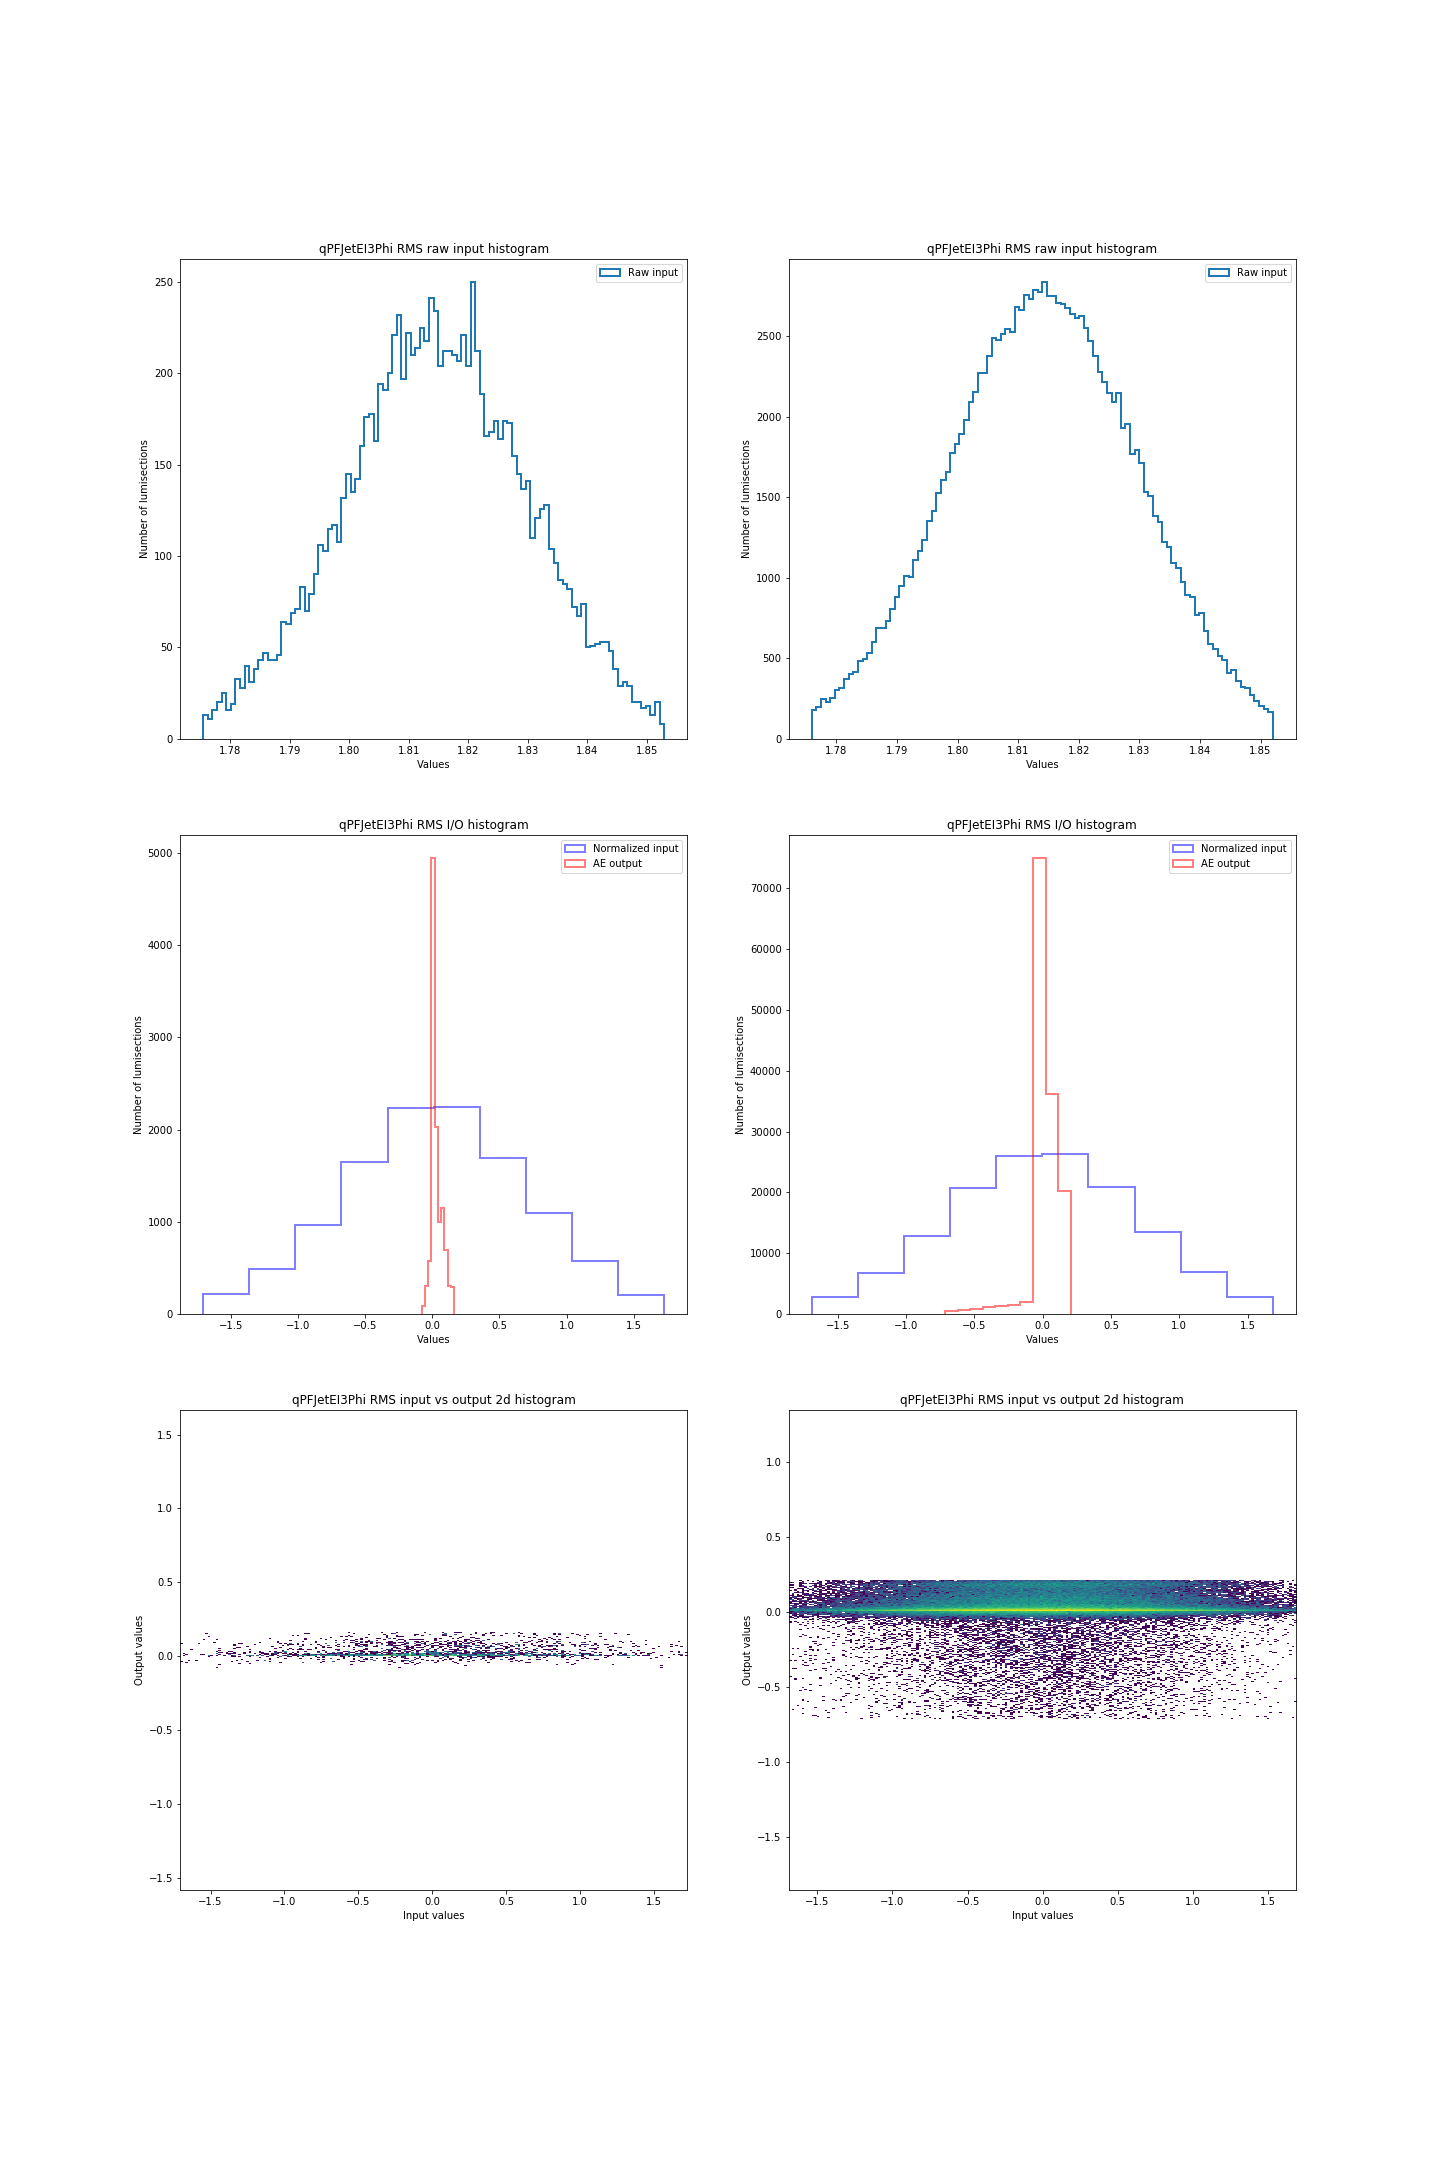 qPFJetEI3Phi RMS raw input histogram
Raw input
250
200
150
100
50
0
Number of lumisections
1.78 1.79 1.80 1.81 1.82 1.83 1.84 1.85
Values
qPFJetEI3Phi RMS raw input histogram
Raw input
2500
2000
1500
1000
500
0
Number of lumisections
1.78 1.79 1.80 1.81 1.82 1.83 1.84 1.85
Values
qPFJetEI3Phi RMS I/O histogram
Normalized input
AE output
5000
4000
3000
2000
1000
0
Number of lumisections
−1.5 −1.0 −0.5 0.0 0.5 1.0 1.5
Values
qPFJetEI3Phi RMS I/O histogram
Normalized input
AE output
70000
60000
50000
40000
30000
20000
10000
0
Number of lumisections
−1.5 −1.0 −0.5 0.0 0.5 1.0 1.5
Values
qPFJetEI3Phi RMS input vs output 2d histogram
1.5
1.0
0.5
0.0
−0.5
−1.0
−1.5
Output values
−1.5 −1.0 −0.5 0.0 0.5 1.0 1.5
Input values
qPFJetEI3Phi RMS input vs output 2d histogram
1.0
0.5
0.0
−0.5
−1.0
−1.5
Output values
−1.5 −1.0 −0.5 0.0 0.5 1.0 1.5
Input values